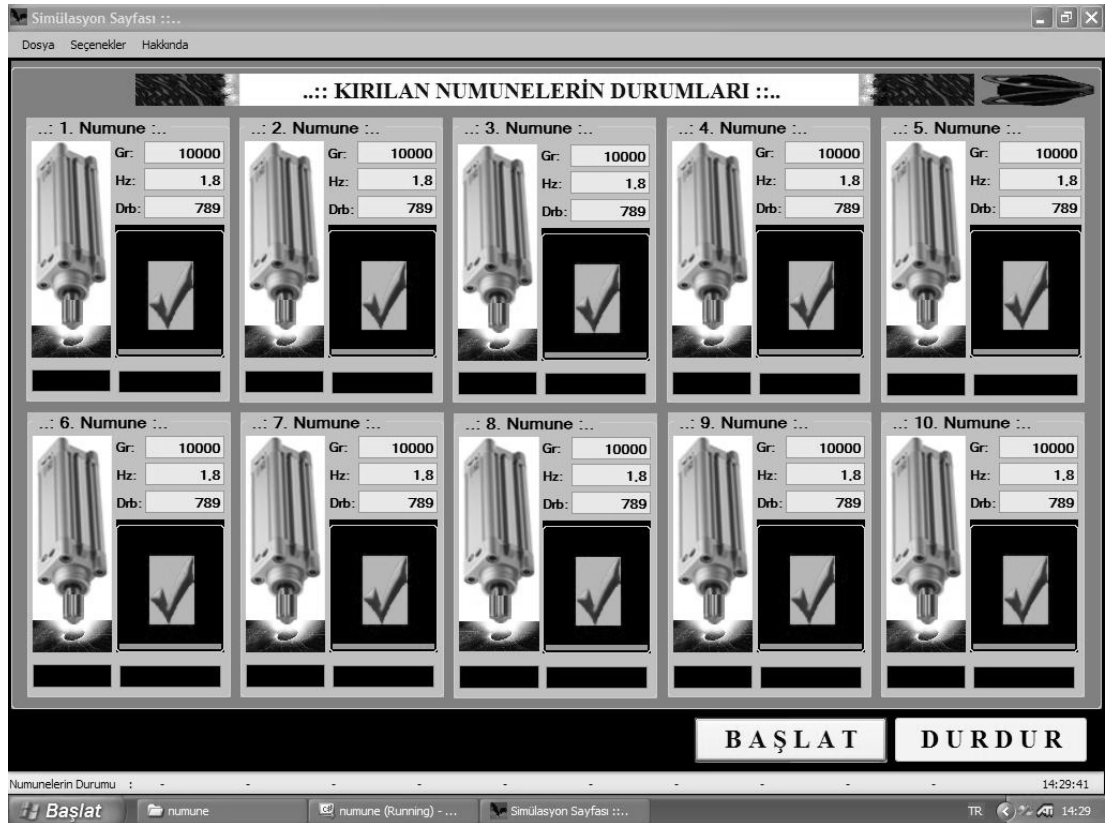 Simülasyon Sayfası ::..
Dosya Seçenekler Hakkında
..:: KIRILAN NUMUNELERİN DURUMLARI ::..
..: 1. Numune :..
Gr: 10000
Hz: 1,8
Drb: 789
..: 2. Numune :..
Gr: 10000
Hz: 1,8
Drb: 789
..: 3. Numune :..
Gr: 10000
Hz: 1,8
Drb: 789
..: 4. Numune :..
Gr: 10000
Hz: 1,8
Drb: 789
..: 5. Numune :..
Gr: 10000
Hz: 1,8
Drb: 789
..: 6. Numune :..
Gr: 10000
Hz: 1,8
Drb: 789
..: 7. Numune :..
Gr: 10000
Hz: 1,8
Drb: 789
..: 8. Numune :..
Gr: 10000
Hz: 1,8
Drb: 789
..: 9. Numune :..
Gr: 10000
Hz: 1,8
Drb: 789
..: 10. Numune :..
Gr: 10000
Hz: 1,8
Drb: 789
BAŞLAT DURDUR
Numunelerin Durumu : - - - - - - - - - - 14:29:41
Başlat numune numune (Running) - ... Simülasyon Sayfası ::.. TR ATI 14:29